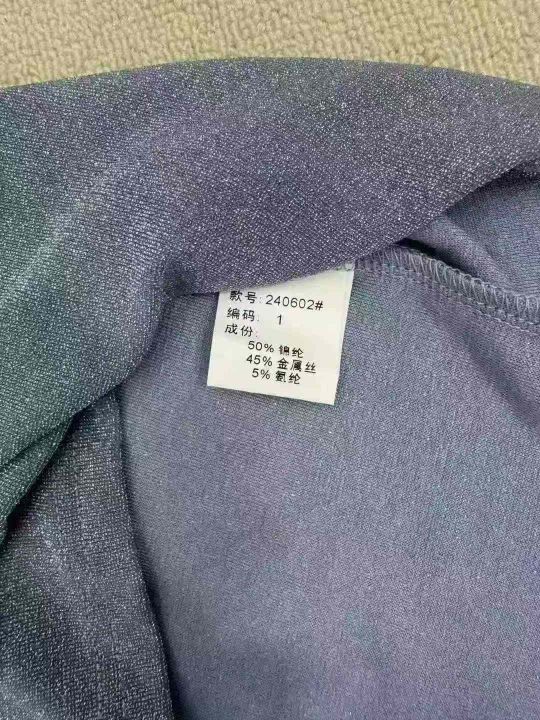 款号: 240602#
编码: 1
成份:
50% 锦纶
45% 金属丝
5% 氨纶